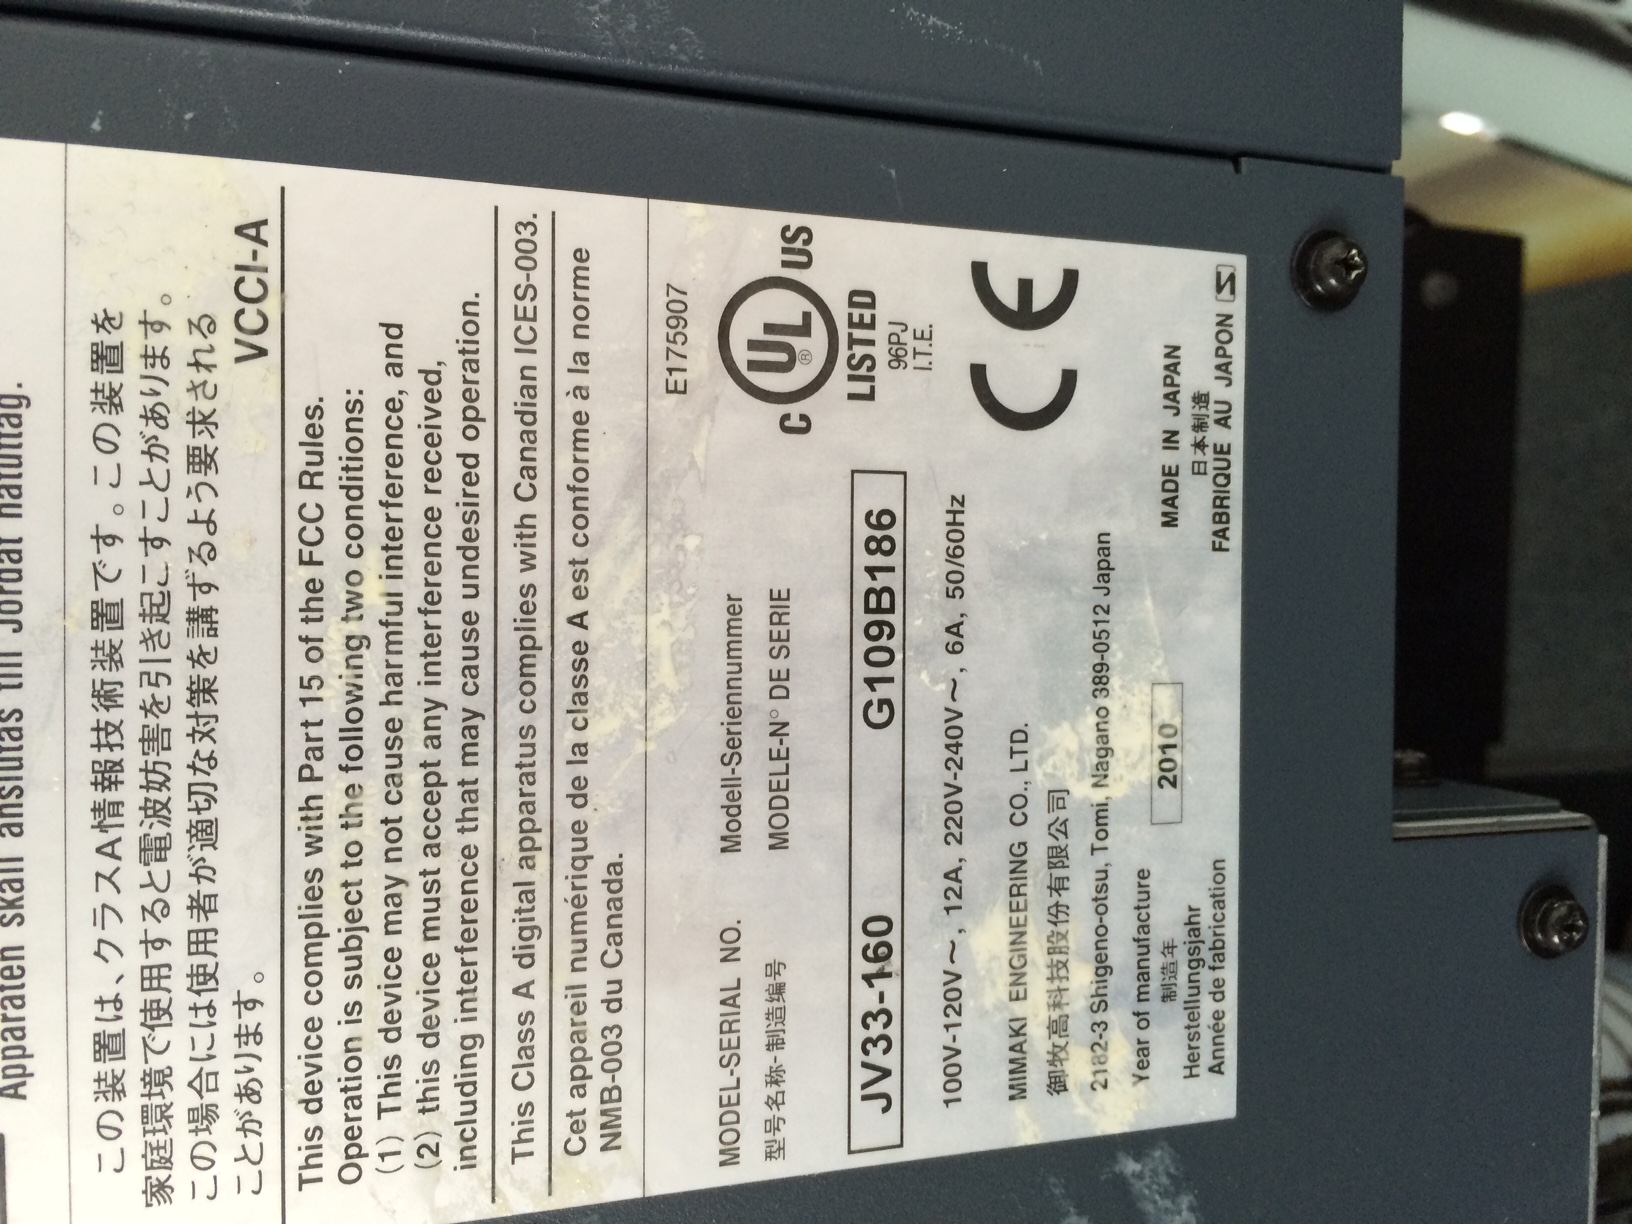 Apparaten skall anslutas till jordat nätuttag.
この装置は、クラスA情報技術装置です。この装置を
家庭環境で使用すると電波妨害を引き起こすことがあります。
この場合には使用者が適切な対策を講ずるよう要求される
ことがあります。
VCCI-A
This device complies with Part 15 of the FCC Rules.
Operation is subject to the following two conditions:
(1) This device may not cause harmful interference, and
(2) this device must accept any interference received,
including interference that may cause undesired operation.
This Class A digital apparatus complies with Canadian ICES-003.
Cet appareil numérique de la classe A est conforme à la norme
NMB-003 du Canada.
E175907
MODEL-SERIAL NO. Modell-Seriennummer
型号名称-制造编号 MODELE-N° DE SERIE
C UL ® US
LISTED
96PJ
I.T.E.
JV33-160 G109B186
100V-120V~, 12A, 220V-240V~, 6A, 50/60Hz
CE
MIMAKI ENGINEERING CO., LTD.
御牧高科技股份有限公司
2182-3 Shigeno-otsu, Tomi, Nagano 389-0512 Japan
Year of manufacture
制造年
Herstellungsjahr
Année de fabrication
2010
MADE IN JAPAN
日本制造
FABRIQUE AU JAPON